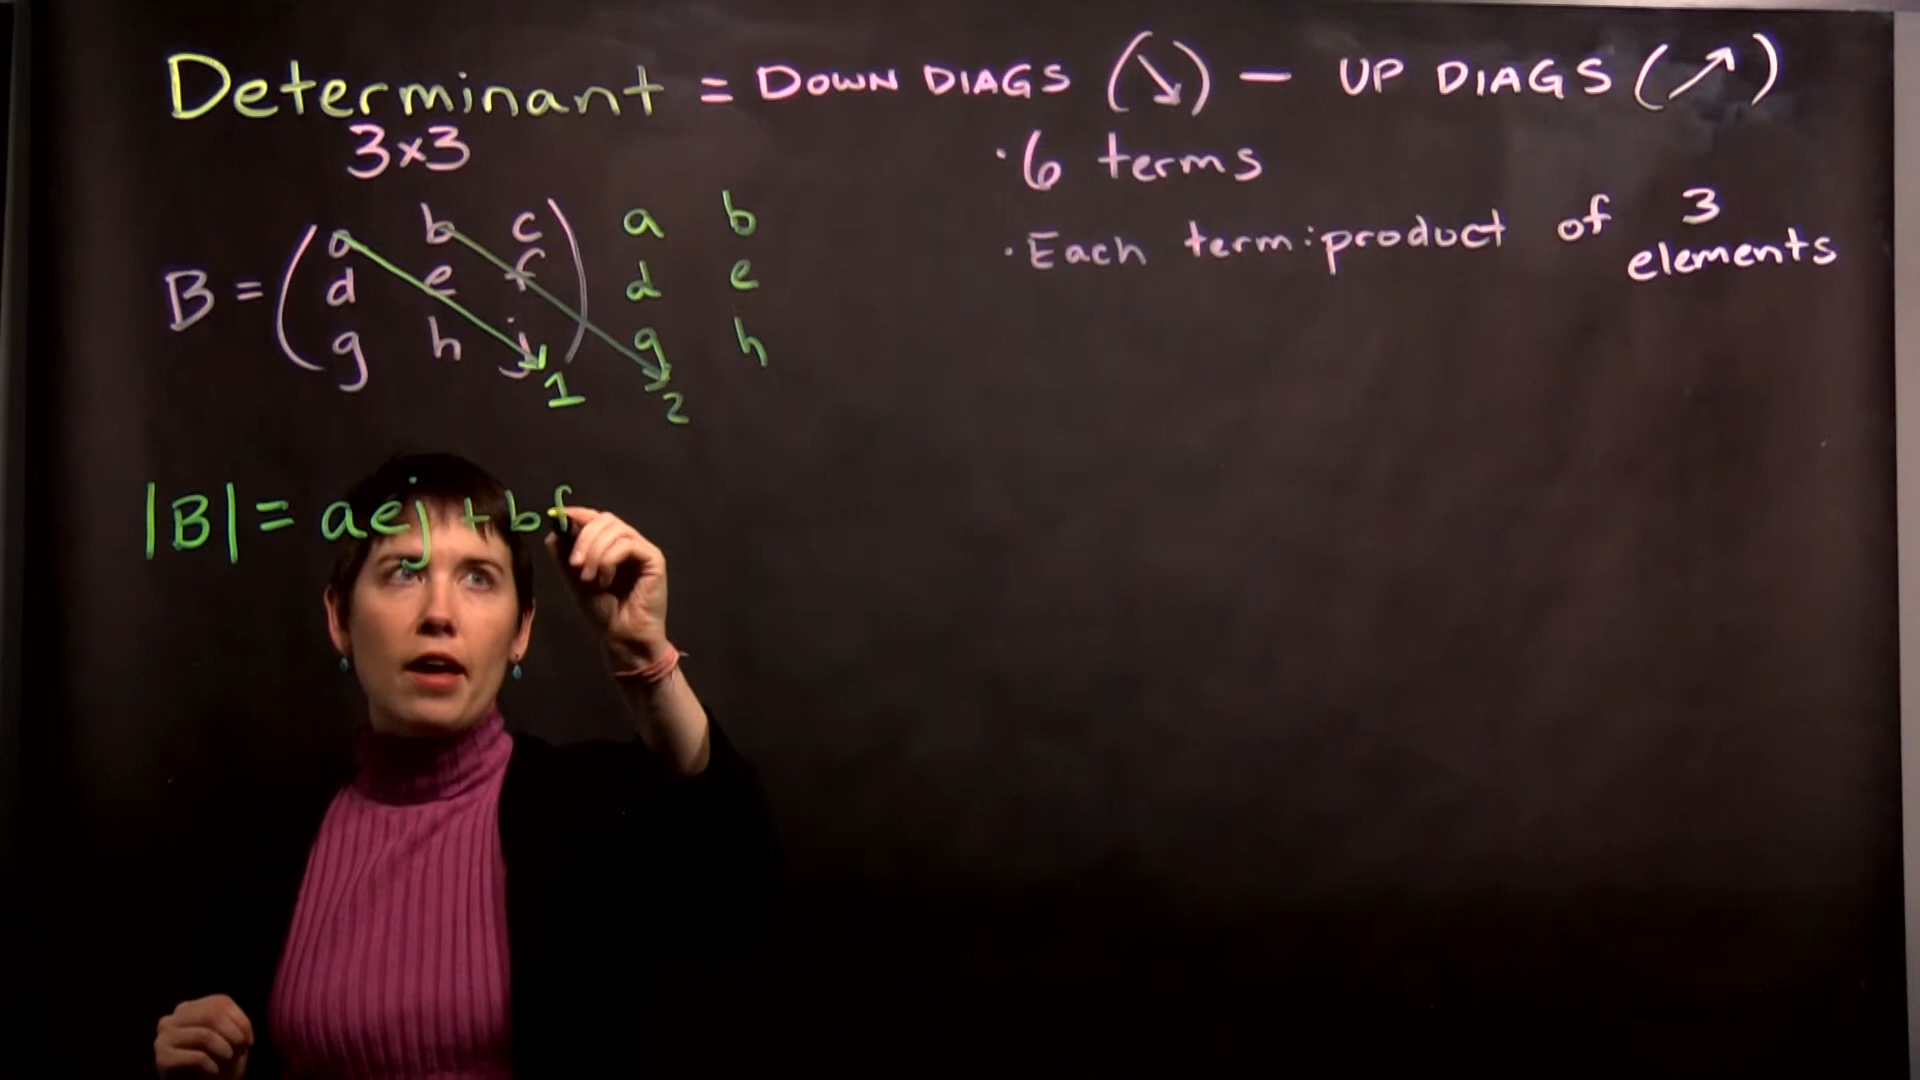 Determinant = DOWN DIAGS (↘) − UP DIAGS (↗)
3×3
· 6 terms
· Each term: product of 3
elements
a b c a b
B = d e f d e
g h j g h
1 2
|B| = aej + bf